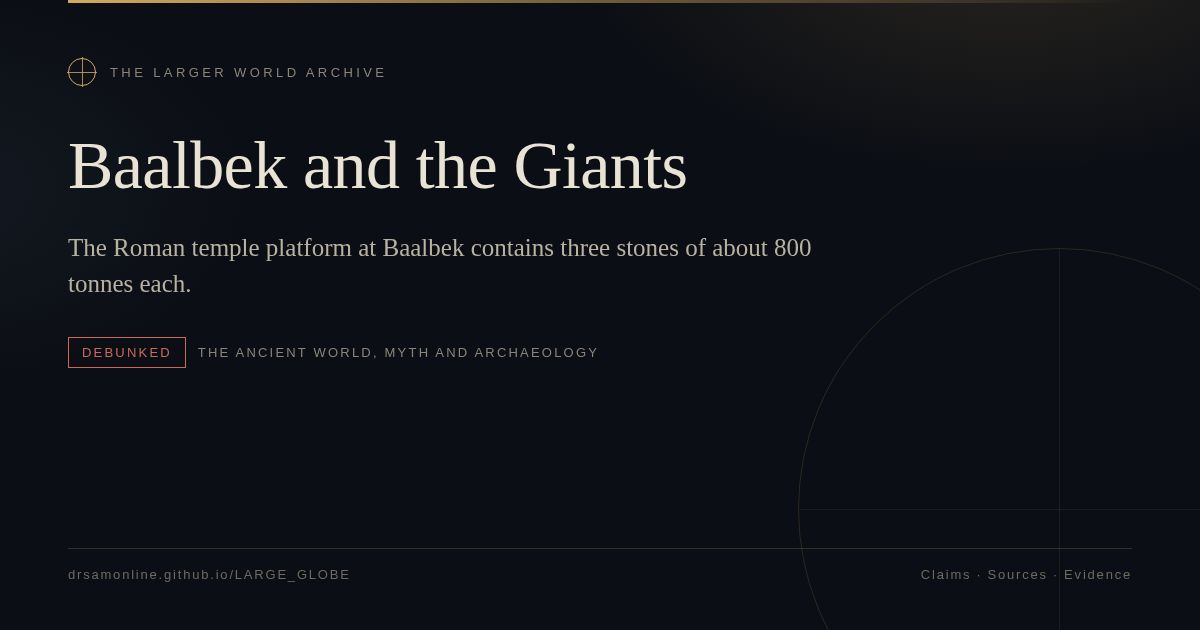 THE LARGER WORLD ARCHIVE
Baalbek and the Giants
The Roman temple platform at Baalbek contains three stones of about 800
tonnes each.
DEBUNKED THE ANCIENT WORLD, MYTH AND ARCHAEOLOGY
drsamonline.github.io/LARGE_GLOBE Claims · Sources · Evidence